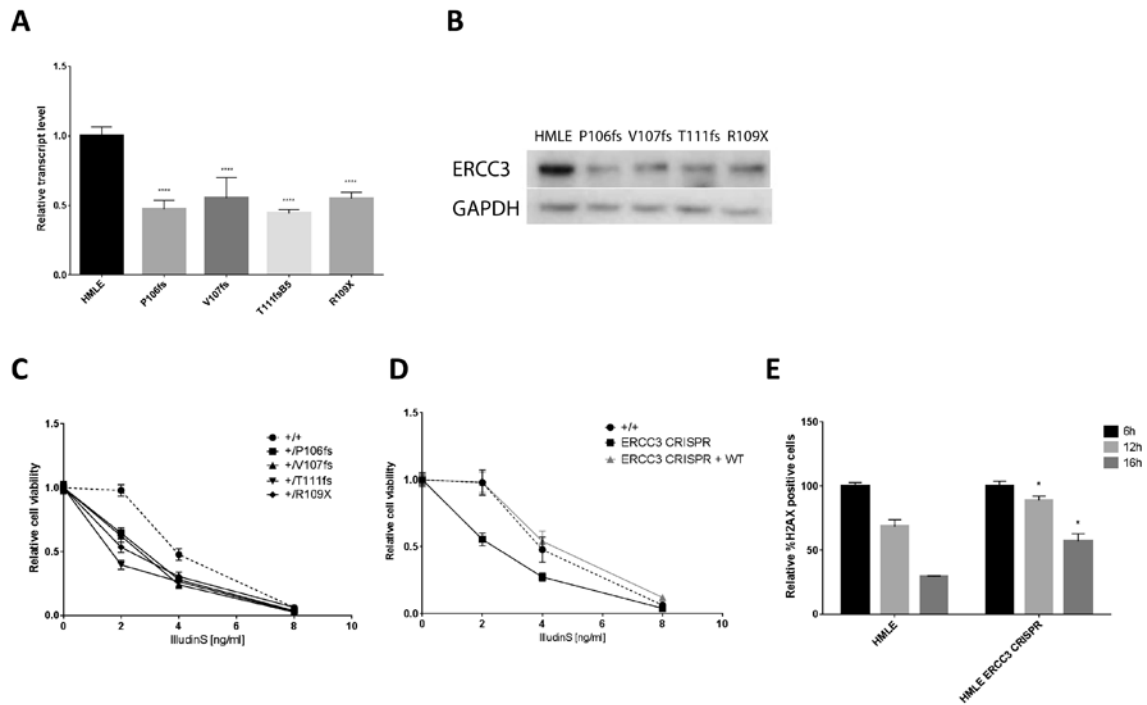 A
Relative transcript level
1.5
1.0
0.5
0.0
****
****
****
****
HMLE
P106fs
V107fs
T111fsB5
R109X
B
HMLE P106fs V107fs T111fs R109X
ERCC3
GAPDH
C
Relative cell viability
1.5
1.0
0.5
0.0
0 2 4 6 8 10
IlludinS [ng/ml]
+/+
+/P106fs
+/V107fs
+/T111fs
+/R109X
D
Relative cell viability
1.5
1.0
0.5
0.0
0 2 4 6 8 10
IlludinS [ng/ml]
+/+
ERCC3 CRISPR
ERCC3 CRISPR + WT
E
Relative %H2AX positive cells
150
100
50
0
*
*
HMLE
HMLE ERCC3 CRISPR
6h
12h
16h